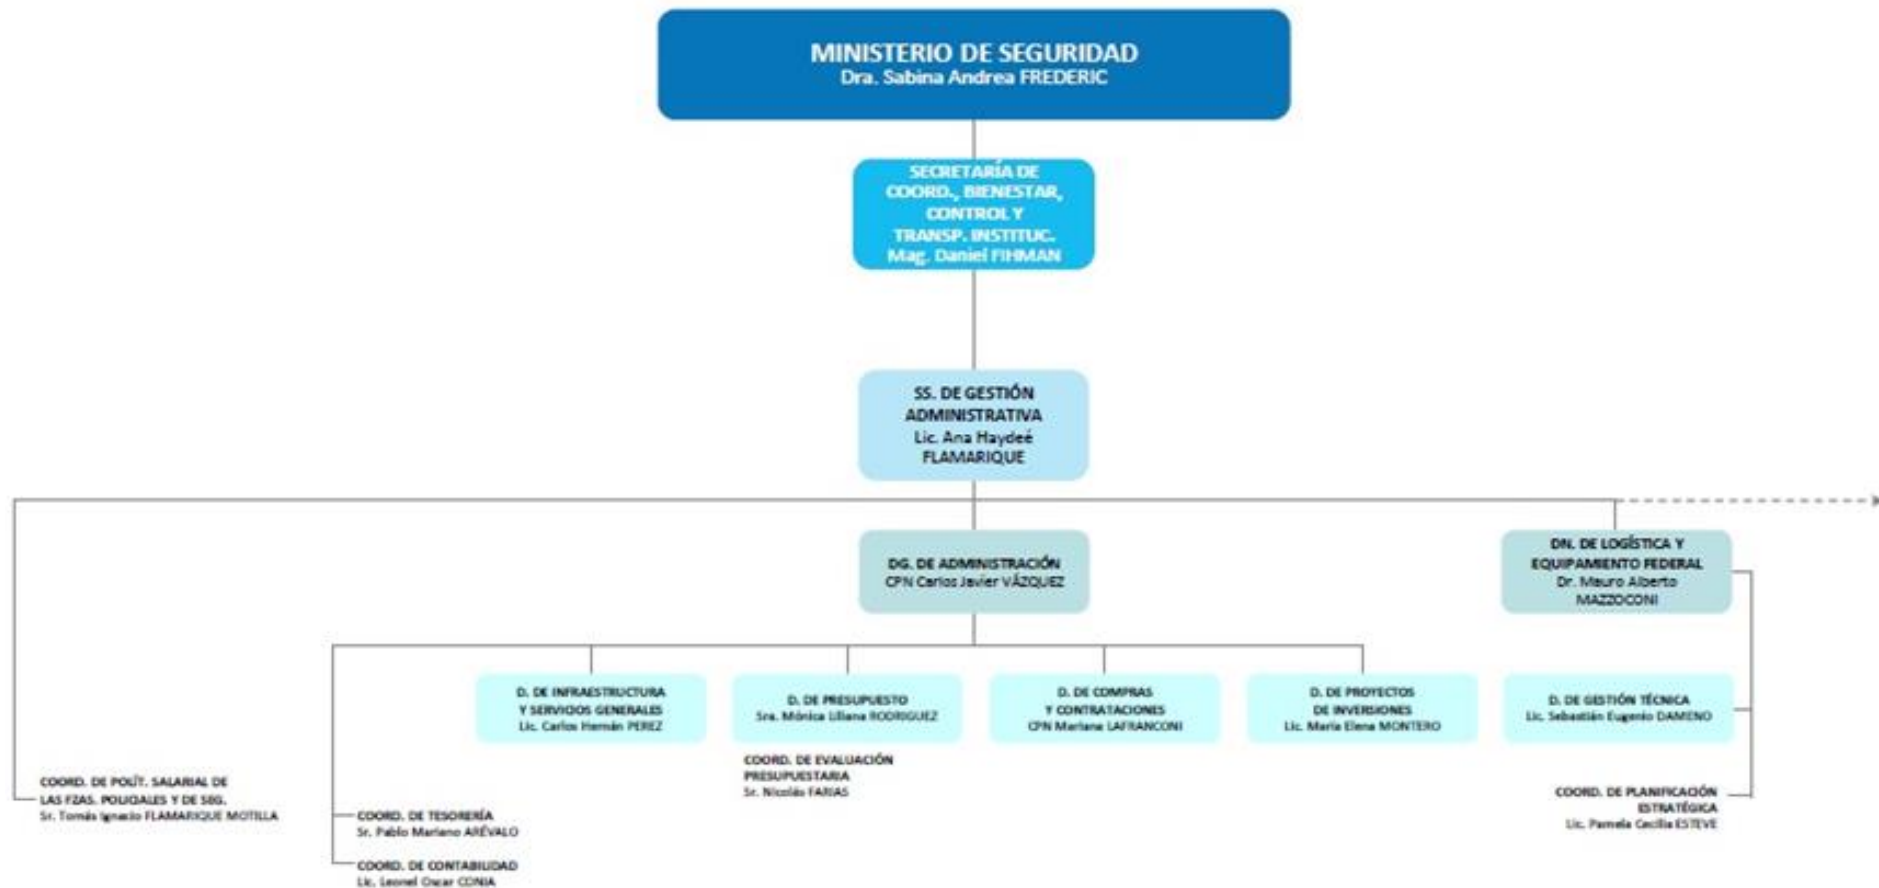 MINISTERIO DE SEGURIDAD
Dra. Sabina Andrea FREDERIC
SECRETARÍA DE
COORD., BIENESTAR,
CONTROL Y
TRANSP. INSTITUC.
Mag. Daniel FIHMAN
SS. DE GESTIÓN
ADMINISTRATIVA
Lic. Ana Haydeé
FLAMARIQUE
DG. DE ADMINISTRACIÓN
CPN Carlos Javier VÁZQUEZ
DN. DE LOGÍSTICA Y
EQUIPAMIENTO FEDERAL
Dr. Mauro Alberto
MAZZOCONI
D. DE INFRAESTRUCTURA
Y SERVICIOS GENERALES
Lic. Carlos Hernán PEREZ
D. DE PRESUPUESTO
Sra. Mónica Liliana RODRIGUEZ
D. DE COMPRAS
Y CONTRATACIONES
CPN Mariana LAFRANCONI
D. DE PROYECTOS
DE INVERSIONES
Lic. María Elena MONTERO
D. DE GESTIÓN TÉCNICA
Lic. Sebastián Eugenio DAMENO
COORD. DE EVALUACIÓN
PRESUPUESTARIA
Sr. Nicolás FARIAS
COORD. DE POLÍT. SALARIAL DE
LAS FZAS. POLICIALES Y DE SEG.
Sr. Tomás Ignacio FLAMARIQUE MOTILLA
COORD. DE TESORERÍA
Sr. Pablo Mariano ARÉVALO
COORD. DE CONTABILIDAD
Lic. Leonel Oscar CONIA
COORD. DE PLANIFICACIÓN
ESTRATÉGICA
Lic. Pamela Cecilia ESTEVE